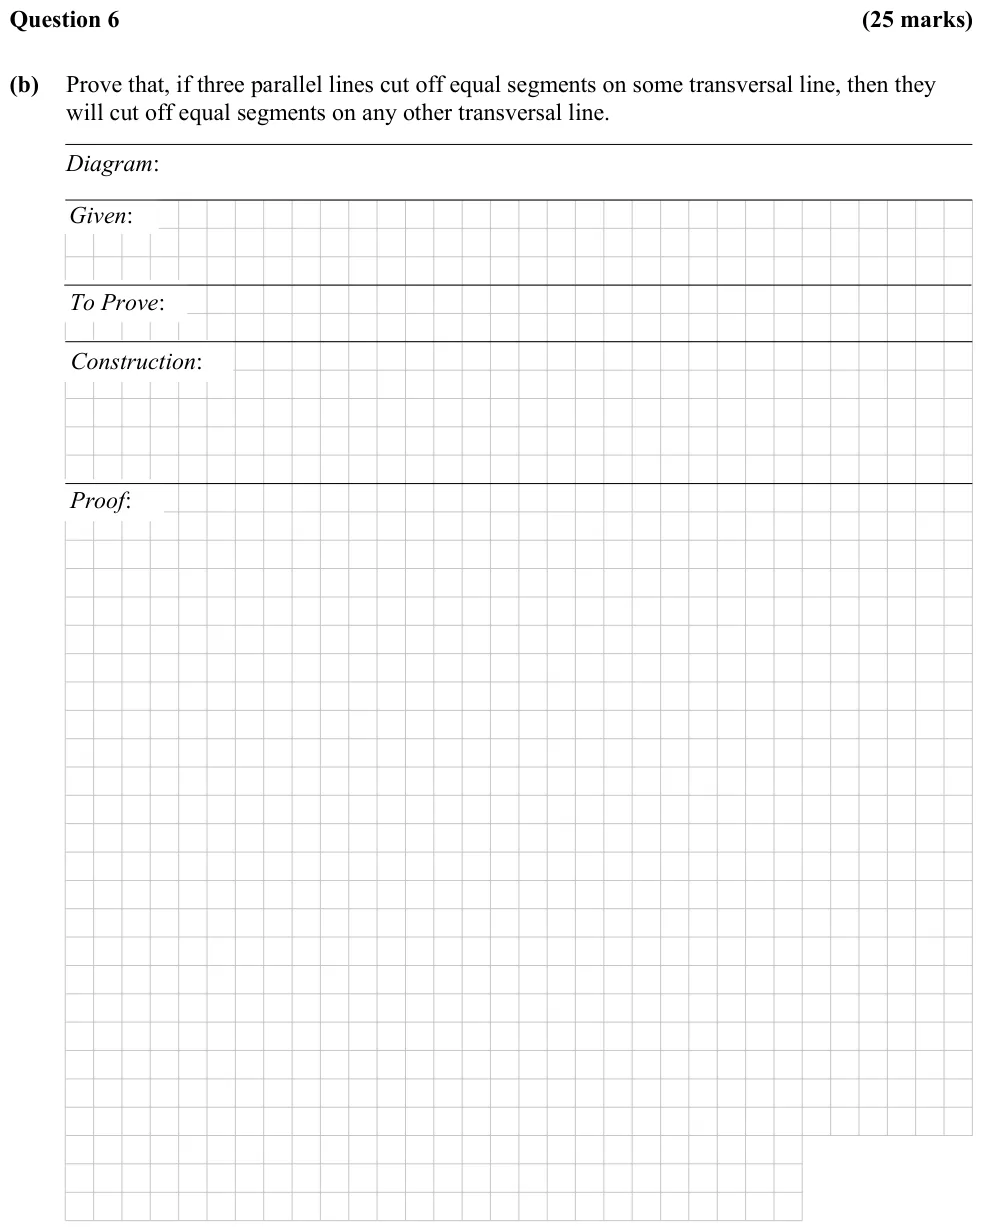 Question 6 (25 marks)
(b) Prove that, if three parallel lines cut off equal segments on some transversal line, then they
will cut off equal segments on any other transversal line.
Diagram:
Given:
To Prove:
Construction:
Proof: